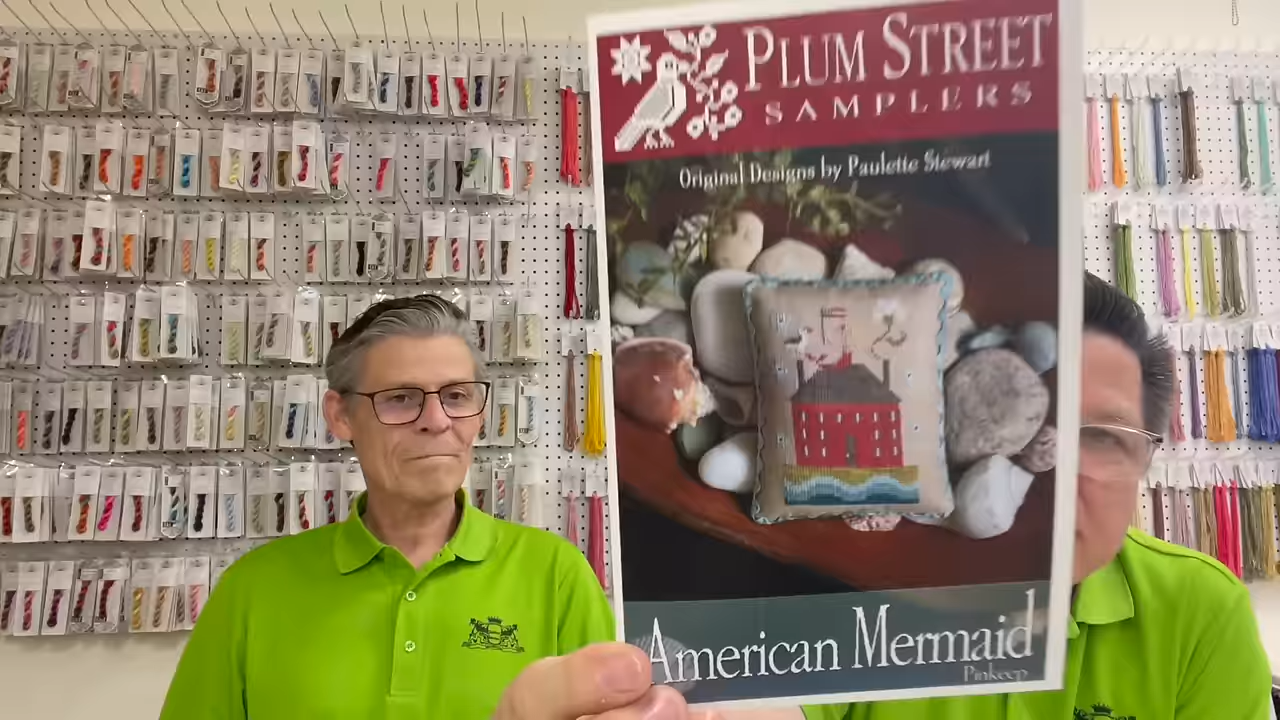 PLUM STREET
SAMPLERS
Original Designs by Paulette Stewart
American Mermaid
Pinkeep